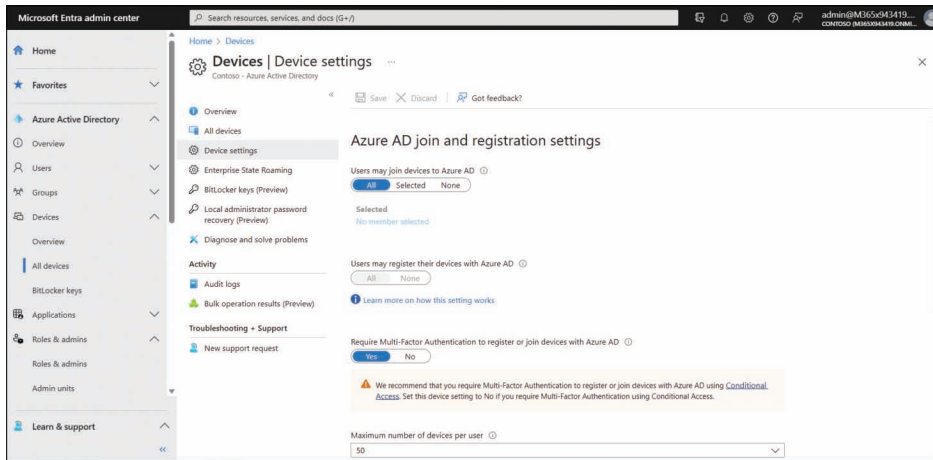 Microsoft Entra admin center
Search resources, services, and docs (G+/)
admin@M365x943419....
CONTOSO (M365X943419.ONMI...
Home
Favorites
Azure Active Directory
Overview
Users
Groups
Devices
Overview
All devices
BitLocker keys
Applications
Roles & admins
Roles & admins
Admin units
Learn & support
Home > Devices
Devices | Device settings ...
Contoso - Azure Active Directory
Overview
All devices
Device settings
Enterprise State Roaming
BitLocker keys (Preview)
Local administrator password
recovery (Preview)
Diagnose and solve problems
Activity
Audit logs
Bulk operation results (Preview)
Troubleshooting + Support
New support request
Save Discard | Got feedback?
Azure AD join and registration settings
Users may join devices to Azure AD
All Selected None
Selected
No member selected
Users may register their devices with Azure AD
All None
Learn more on how this setting works
Require Multi-Factor Authentication to register or join devices with Azure AD
Yes No
We recommend that you require Multi-Factor Authentication to register or join devices with Azure AD using Conditional
Access. Set this device setting to No if you require Multi-Factor Authentication using Conditional Access.
Maximum number of devices per user
50